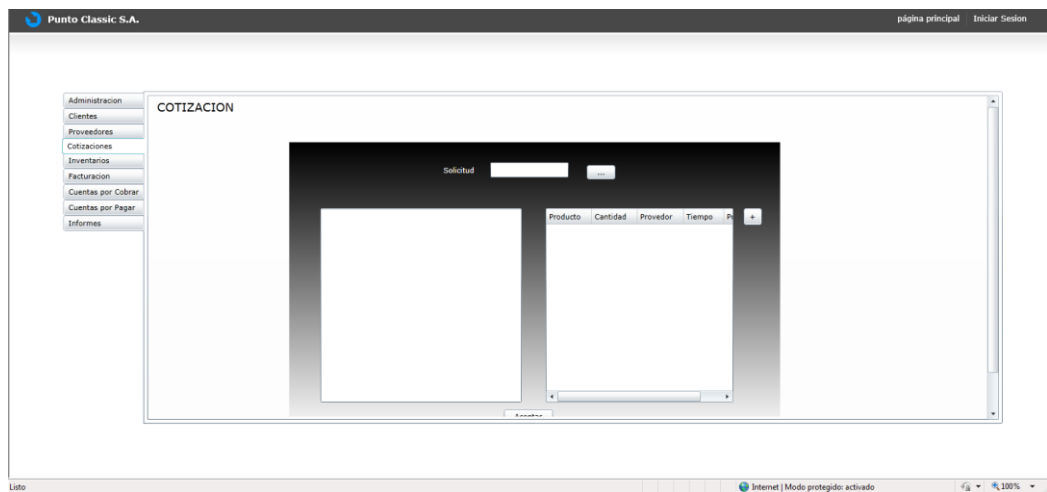 Punto Classic S.A.
página principal Iniciar Sesion
Administracion
Clientes
Proveedores
Cotizaciones
Inventarios
Facturacion
Cuentas por Cobrar
Cuentas por Pagar
Informes
COTIZACION
Solicitud
...
Producto Cantidad Provedor Tiempo
+
Aceptar
Listo
Internet | Modo protegido: activado
100%